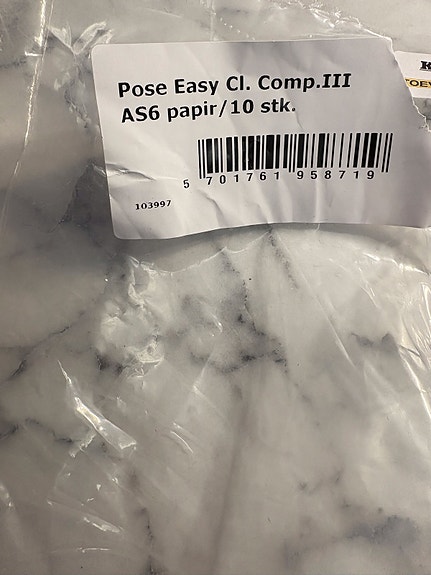 Pose Easy Cl. Comp.III
AS6 papir/10 stk.
5 701761 958719
103997